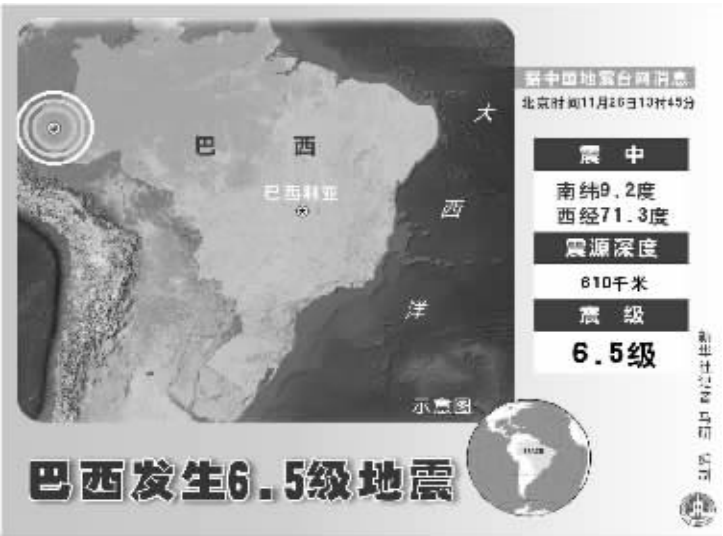 据中国地震台网消息
北京时间11月26日13时45分
震中
南纬9.2度
西经71.3度
震源深度
610千米
震级
6.5级
巴西
巴西利亚
大
西
洋
示意图
巴西发生6.5级地震